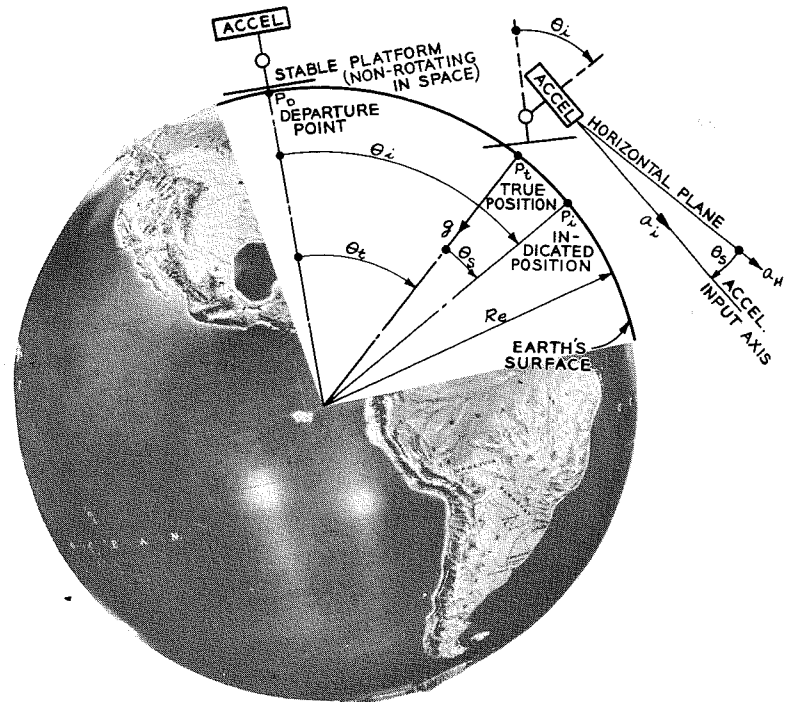 ACCEL
STABLE PLATFORM
(NON-ROTATING
IN SPACE)
P₀
DEPARTURE
POINT
θi
ACCEL
HORIZONTAL PLANE
θi
Pt
TRUE
POSITION
Pi
IN-
DICATED
POSITION
g
θs
θt
ai
θs
aH
ACCEL.
INPUT AXIS
Re
EARTH'S
SURFACE
E A N